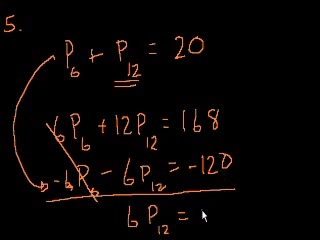 5.
P₆ + P₁₂ = 20
6P₆ + 12P₁₂ = 168
-6P₆ - 6P₁₂ = -120
6P₁₂ =